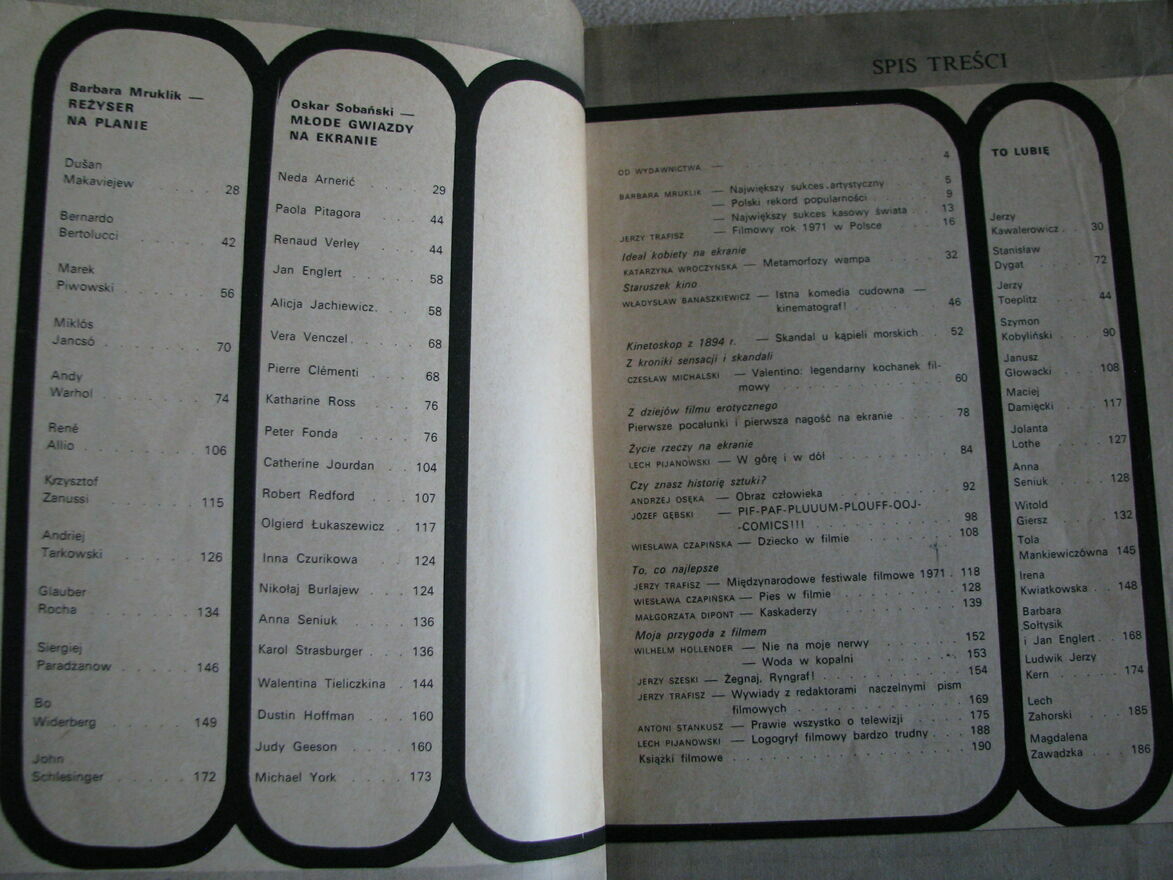 Barbara Mruklik —
REŻYSER
NA PLANIE
Dušan
Makaviejew . . . . . 28
Bernardo
Bertolucci . . . . . 42
Marek
Piwowski . . . . . 56
Miklós
Jancsó . . . . . 70
Andy
Warhol . . . . . 74
René
Allio . . . . . 106
Krzysztof
Zanussi . . . . . 115
Andriej
Tarkowski . . . . . 126
Glauber
Rocha . . . . . 134
Siergiej
Paradzanow . . . . . 146
Bo
Widerberg . . . . . 149
John
Schlesinger . . . . . 172
Oskar Sobański —
MŁODE GWIAZDY
NA EKRANIE
Neda Arnerić 29
Paola Pitagora . . . . 44
Renaud Verley . . . . 44
Jan Englert . . . . 58
Alicja Jachiewicz. . . . 58
Vera Venczel. . . . . 68
Pierre Clémenti . . . . 68
Katharine Ross . . . . 76
Peter Fonda . . . . 76
Catherine Jourdan . . 104
Robert Redford . . . . 107
Olgierd Łukaszewicz . 117
Inna Czurikowa . . . . 124
Nikołaj Burlajew . . . 124
Anna Seniuk . . . . 136
Karol Strasburger . . . 136
Walentina Tieliczkina . 144
Dustin Hoffman . . . . 160
Judy Geeson . . . . 160
Michael York . . . . 173
SPIS TREŚCI
OD WYDAWNICTWA — . . . . . 4
BARBARA MRUKLIK — Największy sukces artystyczny . . . 5
— Polski rekord popularności . . . . 9
— Największy sukces kasowy świata . . 13
JERZY TRAFISZ — Filmowy rok 1971 w Polsce . . . 16
Ideał kobiety na ekranie
KATARZYNA WROCZYŃSKA — Metamorfozy wampa . . . . 32
Staruszek kino
WŁADYSŁAW BANASZKIEWICZ — Istna komedia cudowna —
kinematograf! . . . . . 46
Kinetoskop z 1894 r. — Skandal u kąpieli morskich . . 52
Z kroniki sensacji i skandali
CZESŁAW MICHALSKI — Valentino: legendarny kochanek fil-
mowy . . . . . 60
Z dziejów filmu erotycznego
Pierwsze pocałunki i pierwsza nagość na ekranie . . . . 78
Życie rzeczy na ekranie
LECH PIJANOWSKI — W górę i w dół . . . . . 84
Czy znasz historię sztuki?
ANDRZEJ OSĘKA — Obraz człowieka . . . . . 92
JÓZEF GĘBSKI — PIF-PAF-PLUUUM-PLOUFF-OOJ-
-COMICS!!! . . . . . 98
WIESŁAWA CZAPIŃSKA — Dziecko w filmie . . . . . 108
To, co najlepsze
JERZY TRAFISZ — Międzynarodowe festiwale filmowe 1971 . 118
WIESŁAWA CZAPIŃSKA — Pies w filmie . . . . . 128
MAŁGORZATA DIPONT — Kaskaderzy . . . . . 139
Moja przygoda z filmem
WILHELM HOLLENDER — Nie na moje nerwy . . . . . 152
— Woda w kopalni . . . . . 153
JERZY SZESKI — Żegnaj, Ryngraf! . . . . . 154
JERZY TRAFISZ — Wywiady z redaktorami naczelnymi pism
filmowych . . . . . 169
ANTONI STANKUSZ — Prawie wszystko o telewizji . . . . 175
LECH PIJANOWSKI — Logogryf filmowy bardzo trudny . . . 188
Książki filmowe . . . . . 190
TO LUBIĘ
Jerzy
Kawalerowicz . . . 30
Stanisław
Dygat . . . . 72
Jerzy
Toeplitz . . . . 44
Szymon
Kobyliński . . . 90
Janusz
Głowacki . . . 108
Maciej
Damięcki . . . 117
Jolanta
Lothe . . . . 127
Anna
Seniuk . . . . 128
Witold
Giersz . . . . 132
Tola
Mankiewiczówna 145
Irena
Kwiatkowska . . 148
Barbara
Sołtysik
i Jan Englert . . 168
Ludwik Jerzy
Kern . . . . 174
Lech
Zahorski . . . 185
Magdalena
Zawadzka . . . 186